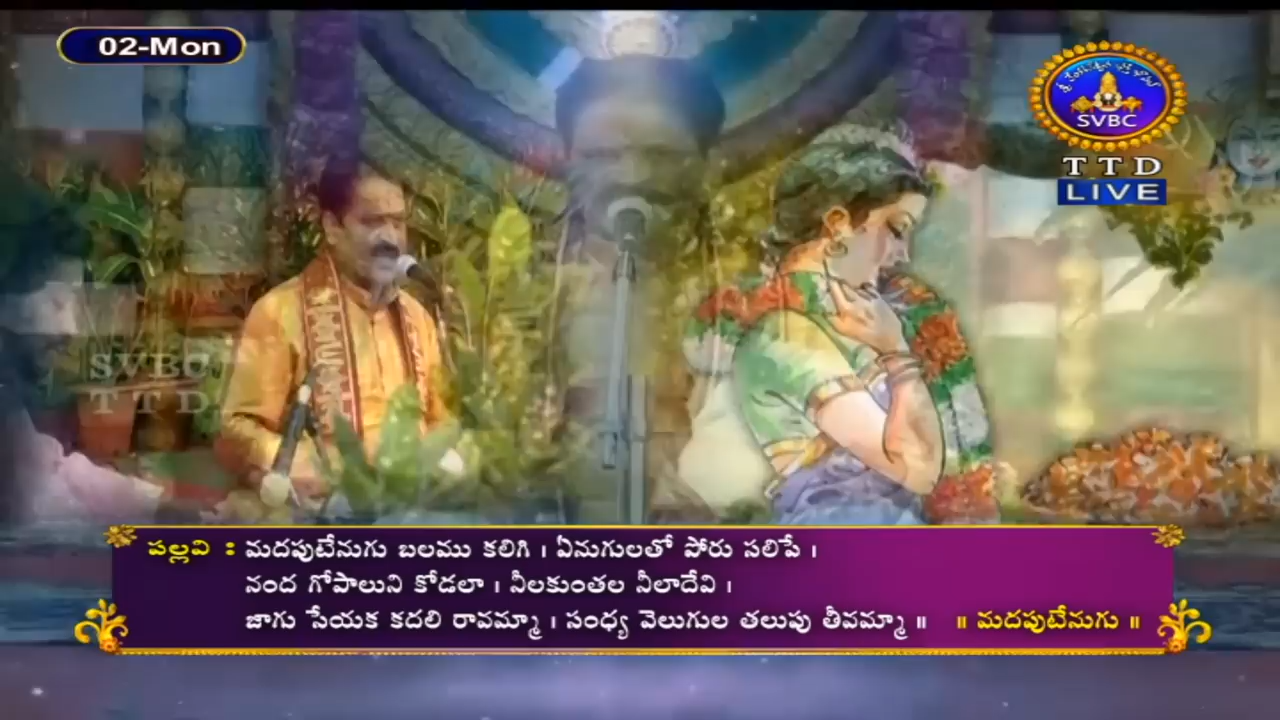 02-Mon
SVBC
TTD
LIVE
SVBC
TTD
పల్లవి : మదపుటేనుగు బలము కలిగి । ఏనుగులతో పోరు సలిపే ।
నంద గోపాలుని కోడలా । నీలకుంతల నీలాదేవి ।
జాగు సేయక కదలి రావమ్మా । సంధ్య వెలుగుల తలుపు తీవమ్మా ॥ ॥ మదపుటేనుగు ॥